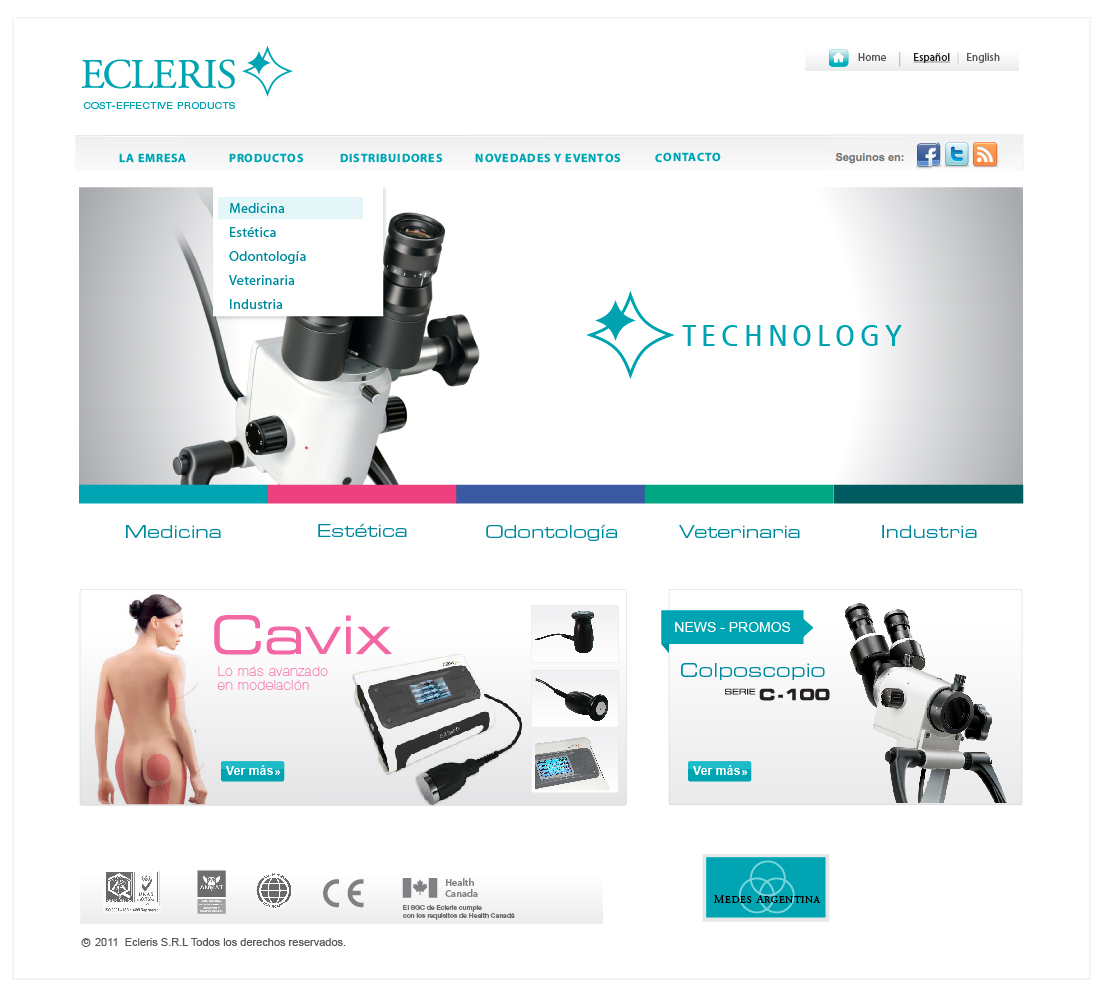 ECLERIS
COST-EFFECTIVE PRODUCTS
Home | Español | English
LA EMRESA PRODUCTOS DISTRIBUIDORES NOVEDADES Y EVENTOS CONTACTO
Seguinos en:
Medicina
Estética
Odontología
Veterinaria
Industria
TECHNOLOGY
Medicina Estética Odontología Veterinaria Industria
Cavix
Lo más avanzado
en modelación
Ver más»
NEWS - PROMOS
Colposcopio
SERIE C-100
Ver más»
UKAS
CE
Health
Canada
El SGC de Ecleris cumple
con los requisitos de Health Canadá
MEDES ARGENTINA
© 2011 Ecleris S.R.L Todos los derechos reservados.